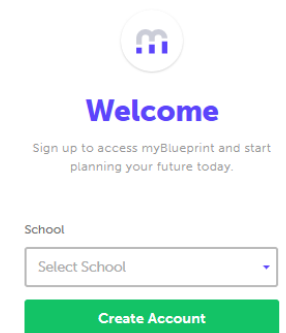 m
Welcome
Sign up to access myBlueprint and start
planning your future today.
School
Select School
Create Account